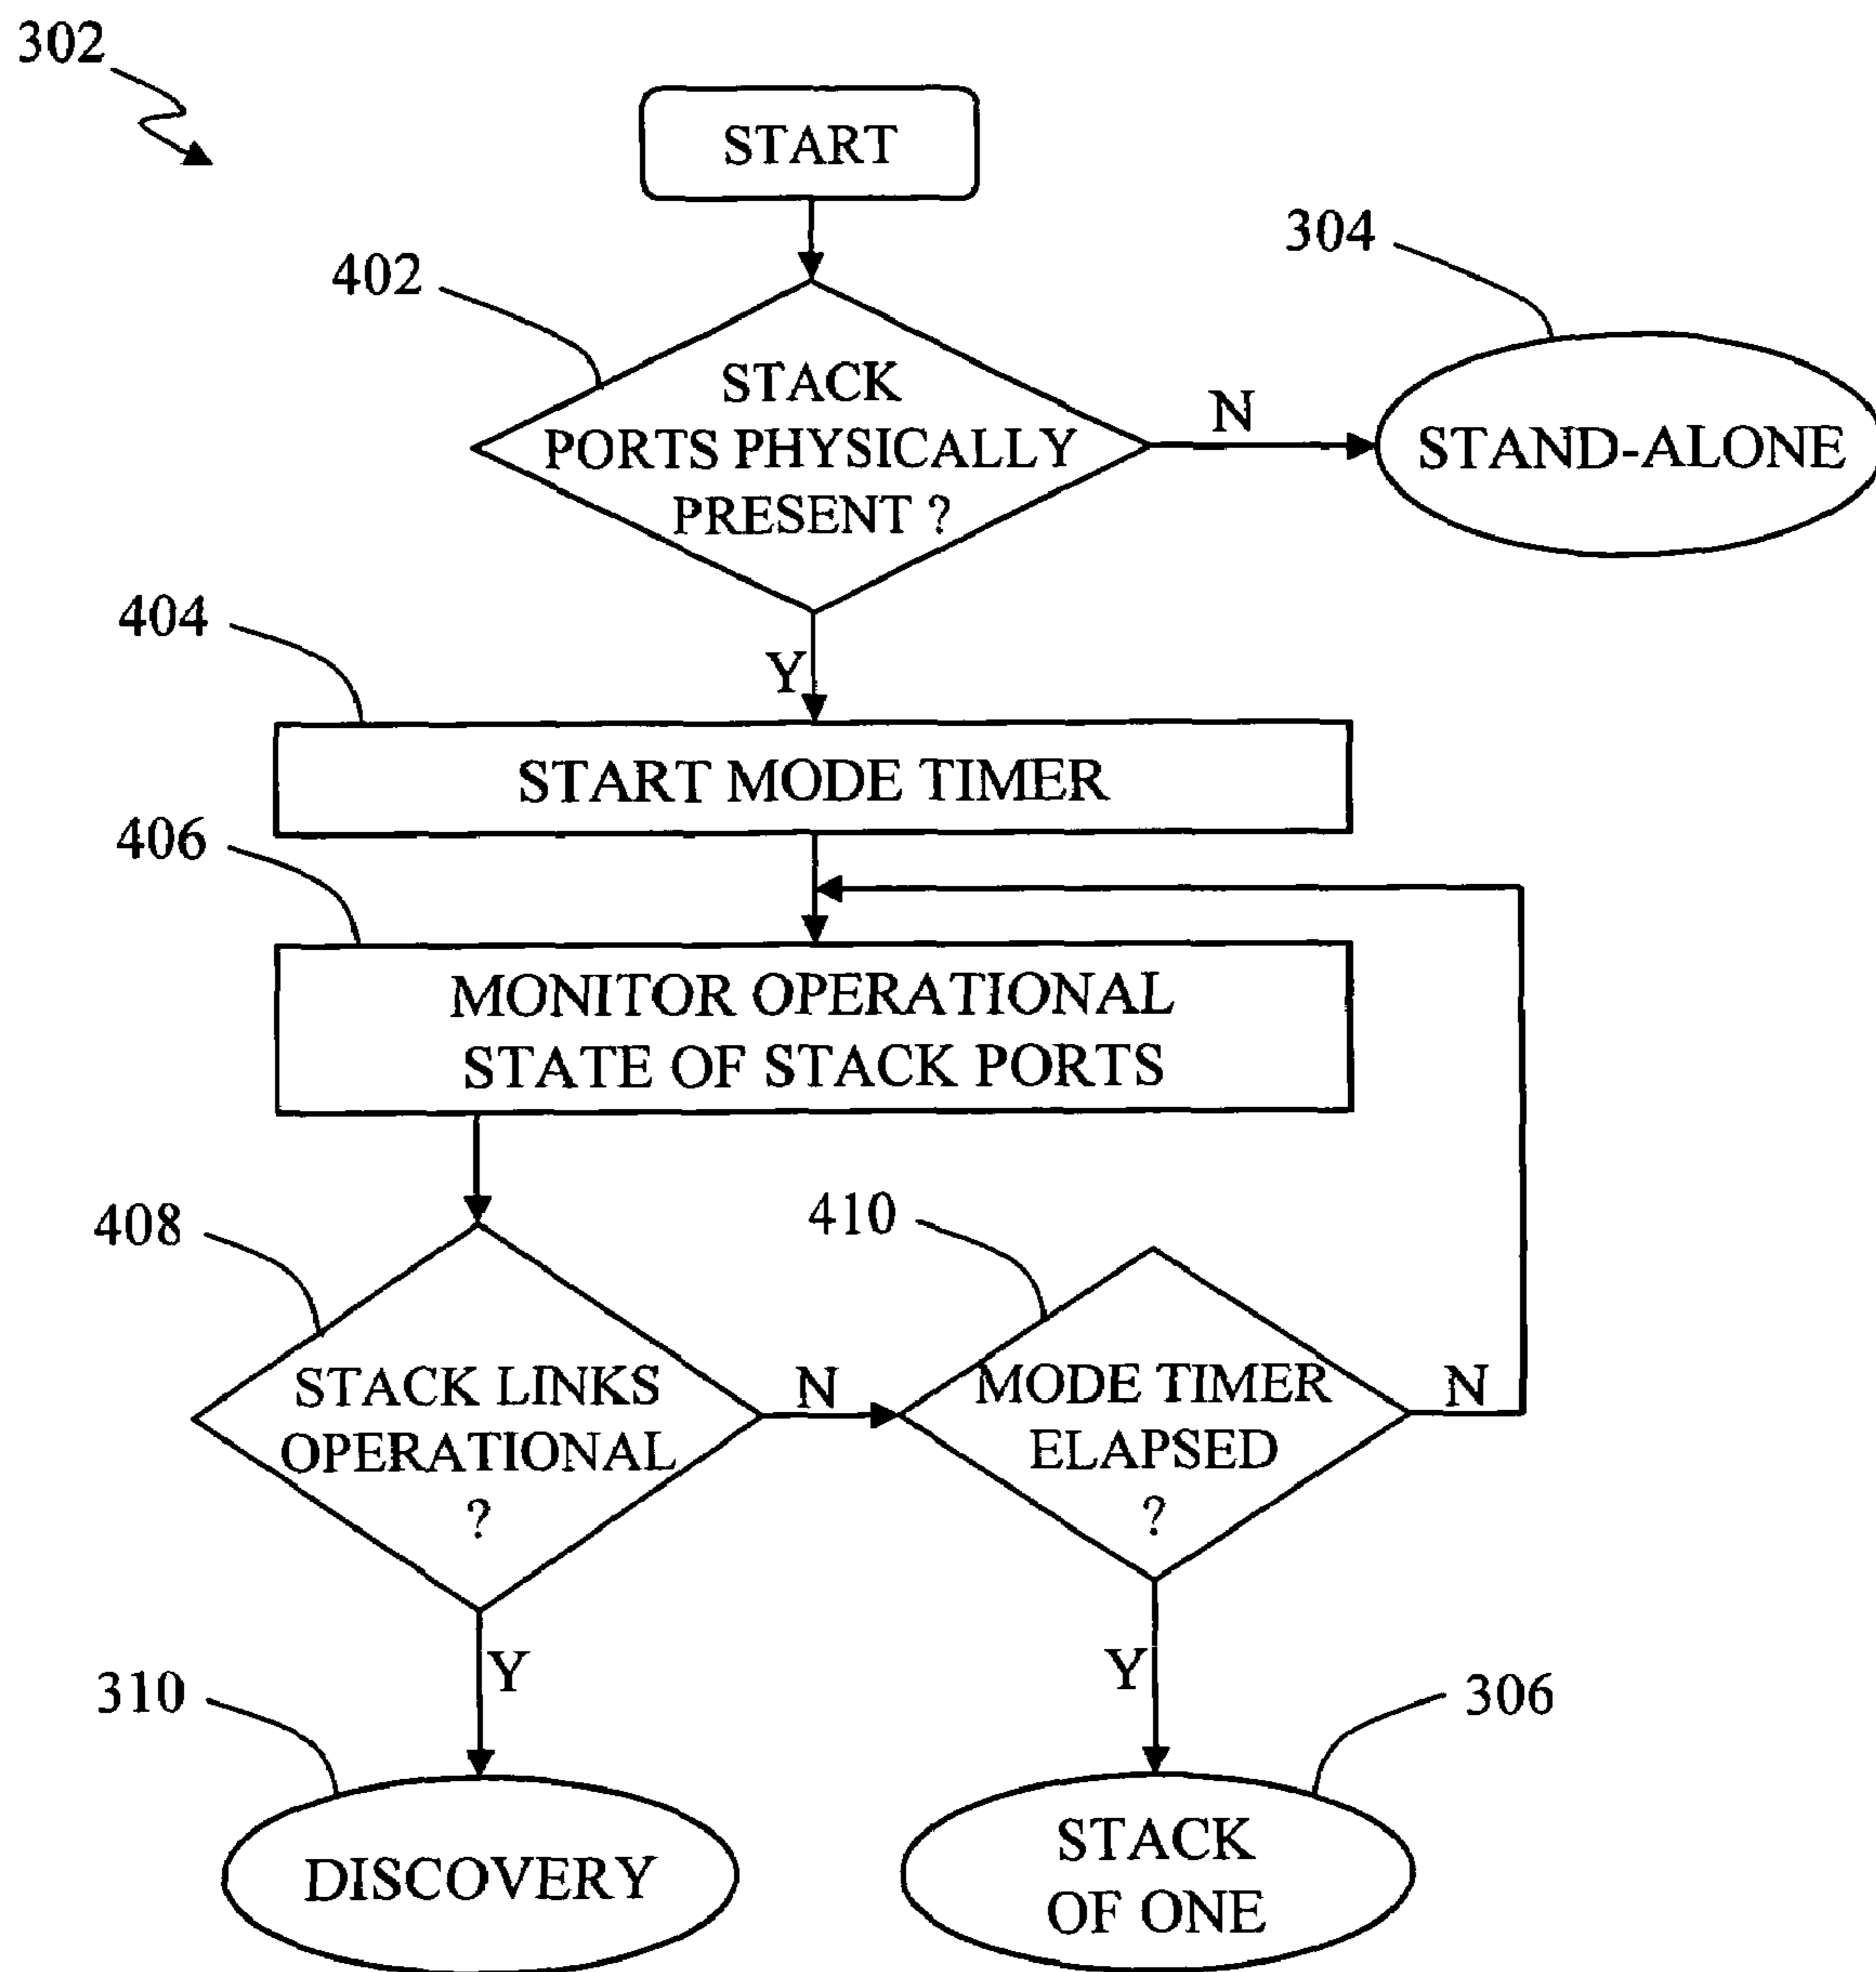 302
START
304
402
STACK
PORTS PHYSICALLY
PRESENT ?
N
STAND-ALONE
404
Y
START MODE TIMER
406
MONITOR OPERATIONAL
STATE OF STACK PORTS
408
410
STACK LINKS
OPERATIONAL
?
N
MODE TIMER
ELAPSED
?
N
Y
Y
310
306
DISCOVERY
STACK
OF ONE